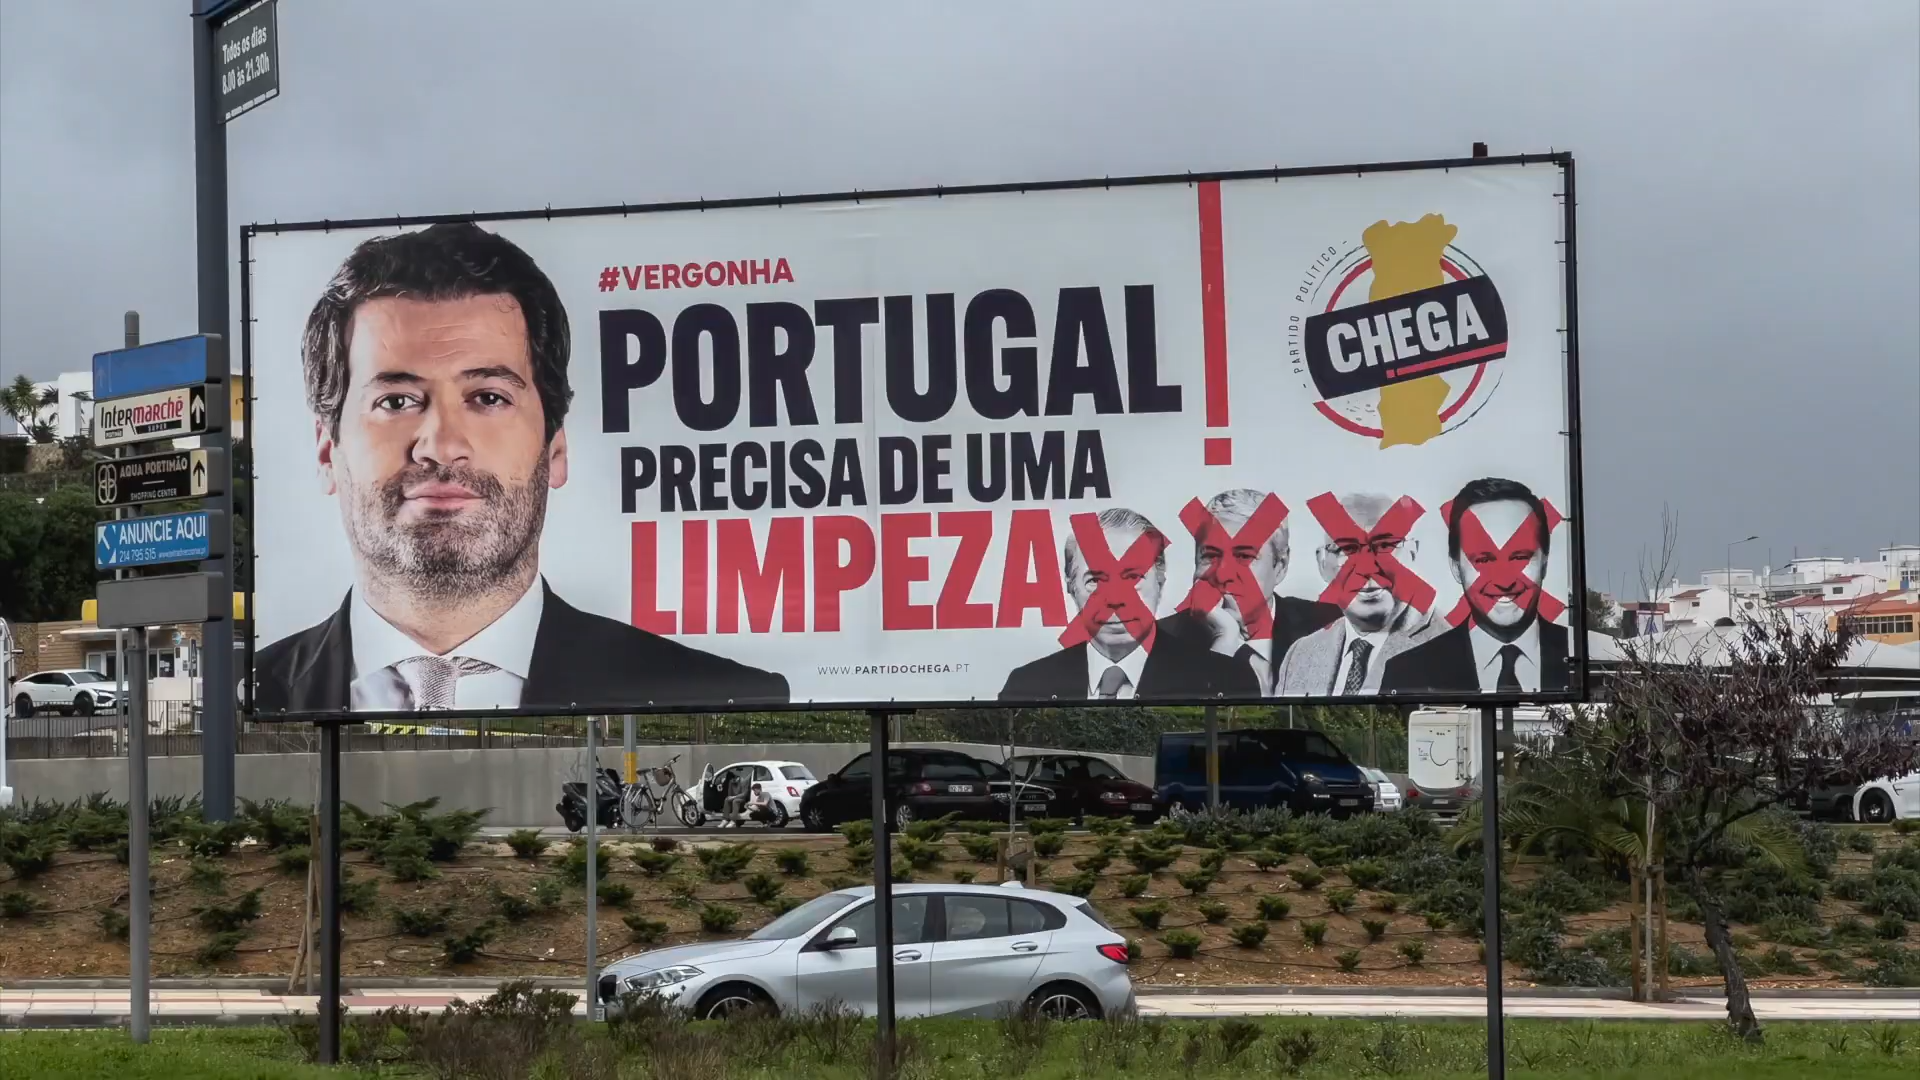 Todos os dias
8.00 às 21.30h
Intermarché
SUPER
AQUA PORTIMÃO
SHOPPING CENTER
ANUNCIE AQUI
214 795 515
#VERGONHA
PORTUGAL!
PRECISA DE UMA
LIMPEZA
WWW.PARTIDOCHEGA.PT
- PARTIDO POLÍTICO -
CHEGA!